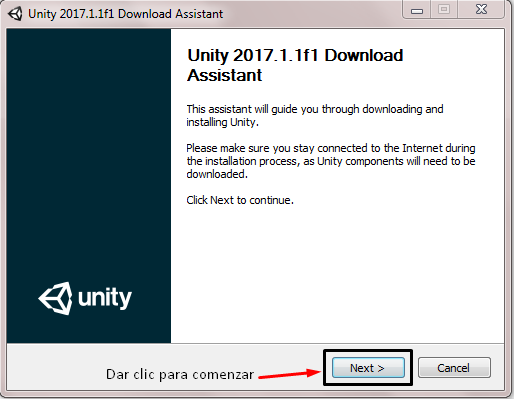 Unity 2017.1.1f1 Download Assistant
Unity 2017.1.1f1 Download
Assistant
This assistant will guide you through downloading and
installing Unity.
Please make sure you stay connected to the Internet during
the installation process, as Unity components will need to be
downloaded.
Click Next to continue.
unity
Dar clic para comenzar
Next >
Cancel